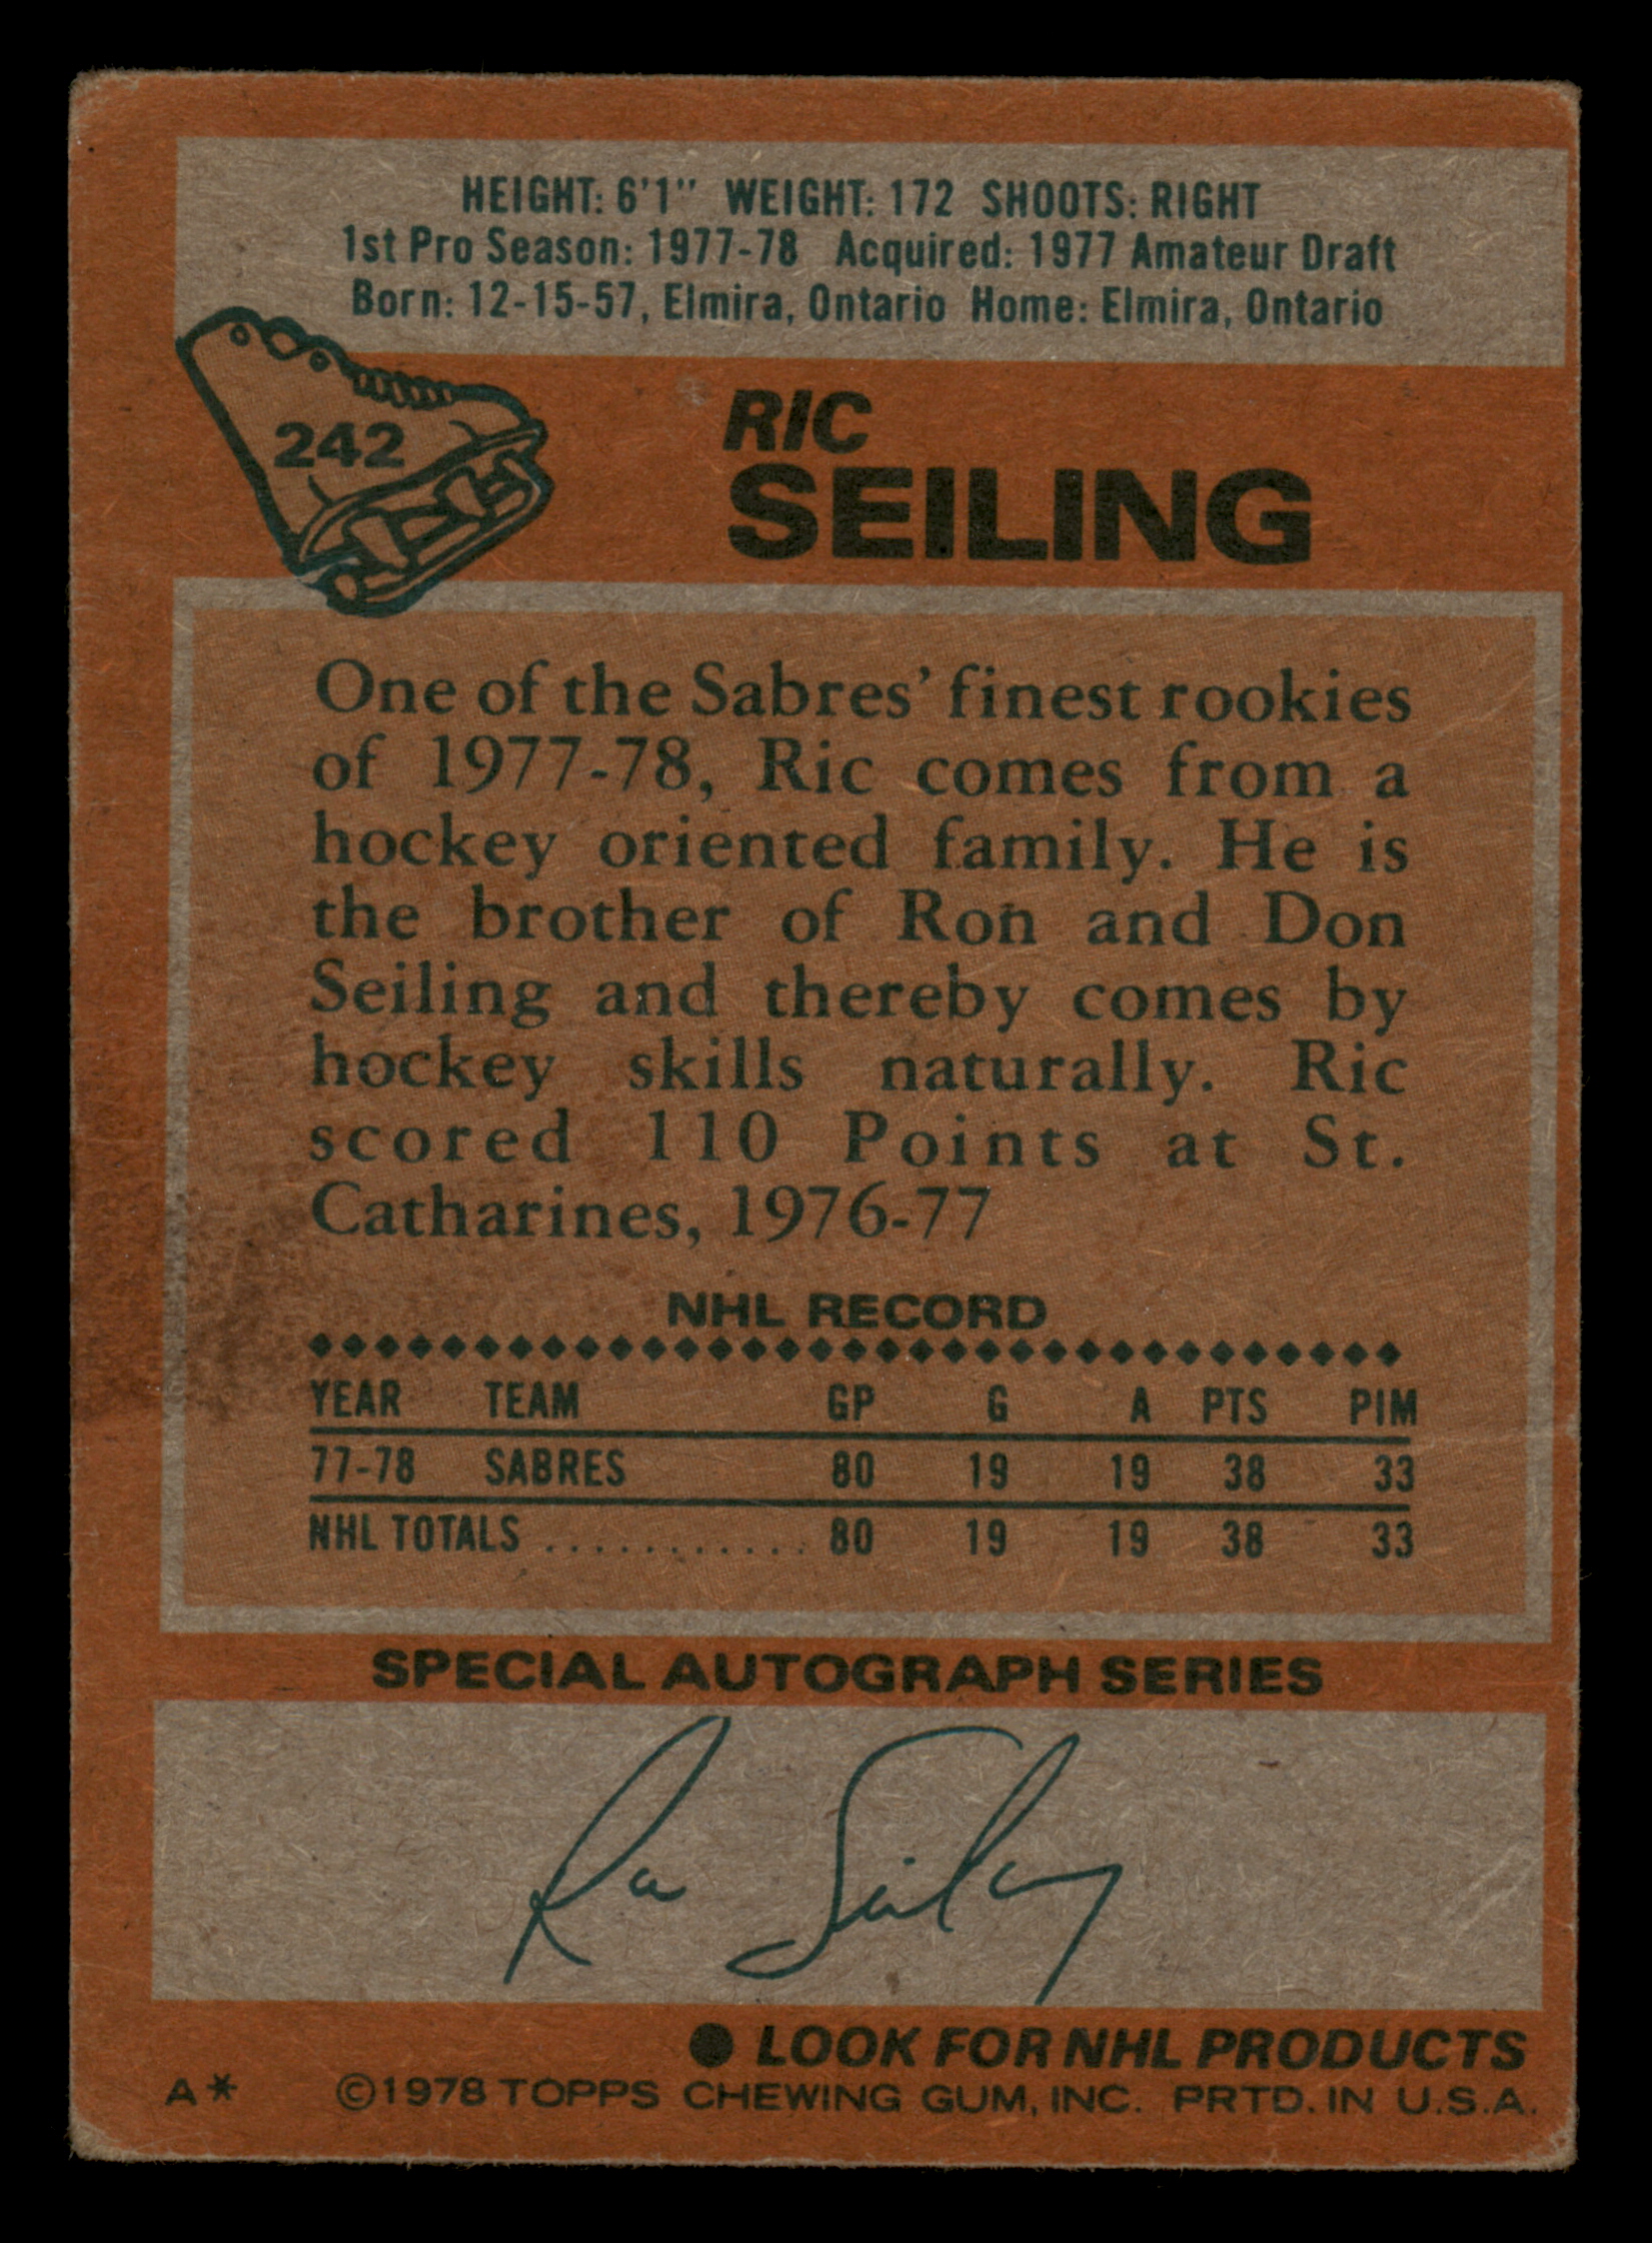 HEIGHT: 6'1" WEIGHT: 172 SHOOTS: RIGHT
1st Pro Season: 1977-78 Acquired: 1977 Amateur Draft
Born: 12-15-57, Elmira, Ontario Home: Elmira, Ontario
242
RIC
SEILING
One of the Sabres' finest rookies
of 1977-78, Ric comes from a
hockey oriented family. He is
the brother of Ron and Don
Seiling and thereby comes by
hockey skills naturally. Ric
scored 110 Points at St.
Catharines, 1976-77
NHL RECORD
YEAR TEAM GP G A PTS PIM
77-78 SABRES 80 19 19 38 33
NHL TOTALS ........... 80 19 19 38 33
SPECIAL AUTOGRAPH SERIES
Ric Seiling
● LOOK FOR NHL PRODUCTS
A* ©1978 TOPPS CHEWING GUM, INC. PRTD. IN U.S.A.